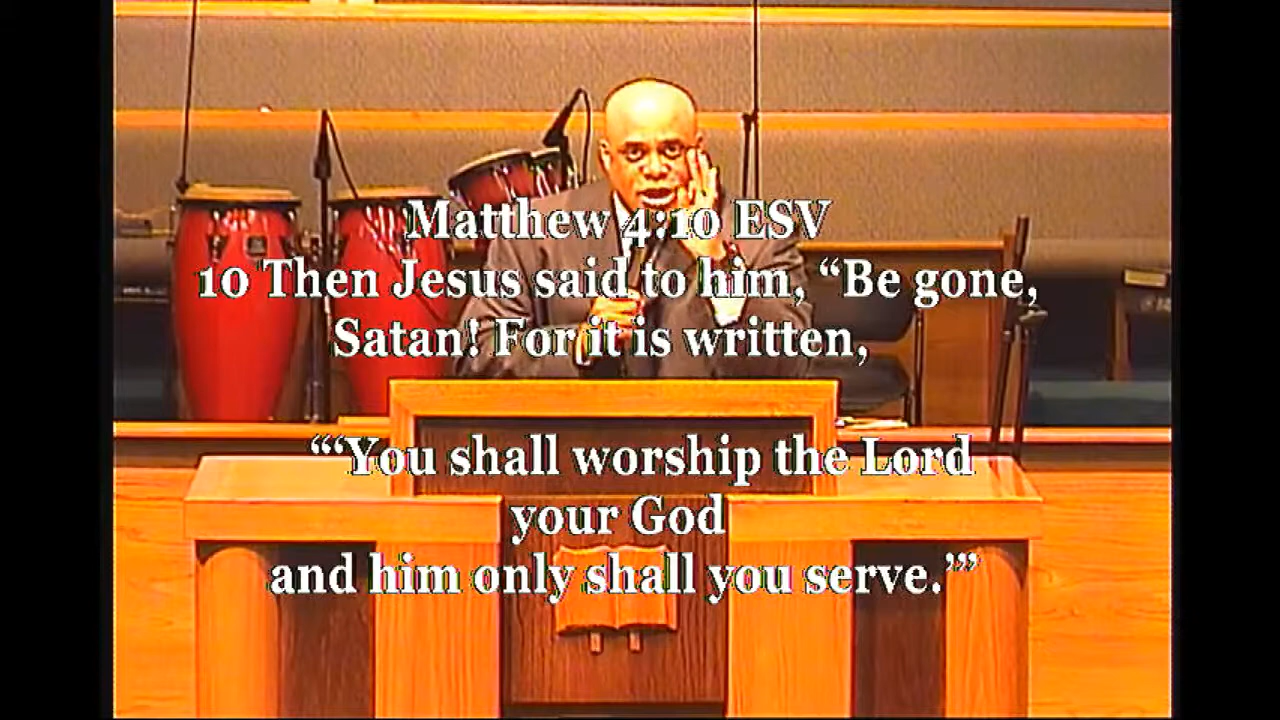 Matthew 4:10 ESV
10 Then Jesus said to him, “Be gone,
Satan! For it is written,
“‘You shall worship the Lord
your God
and him only shall you serve.’”